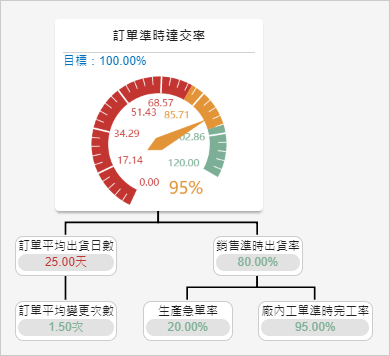 訂單準時達交率
目標：100.00%
68.57
51.43
85.71
34.29
02.86
17.14
120.00
0.00
95%
訂單平均出貨日數
25.00天
銷售準時出貨率
80.00%
訂單平均變更次數
1.50次
生產急單率
20.00%
廠內工單準時完工率
95.00%